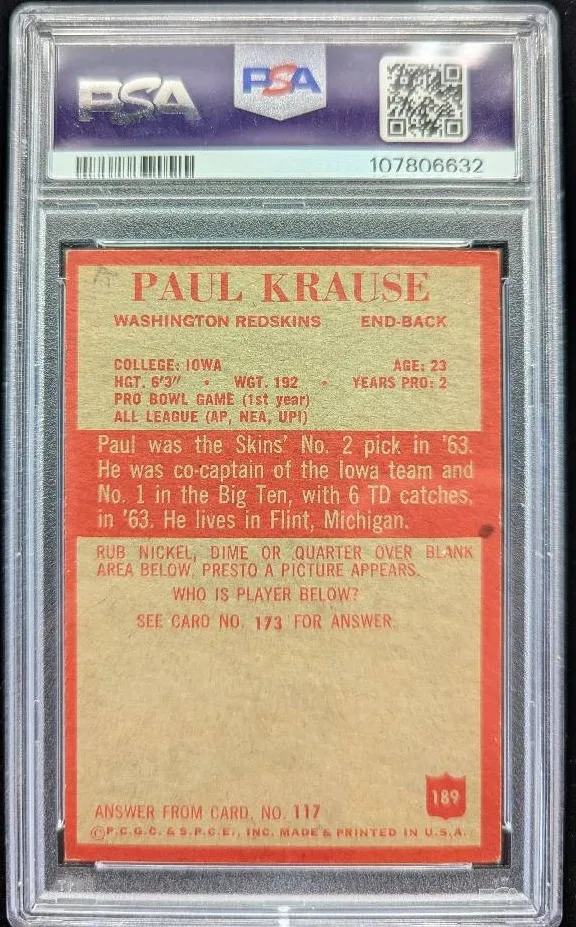 PSA PSA
107806632
PAUL KRAUSE
WASHINGTON REDSKINS END-BACK
COLLEGE: IOWA AGE: 23
HGT. 6'3" • WGT. 192 • YEARS PRO: 2
PRO BOWL GAME (1st year)
ALL LEAGUE (AP, NEA, UPI)
Paul was the Skins' No. 2 pick in '63.
He was co-captain of the Iowa team and
No. 1 in the Big Ten, with 6 TD catches,
in '63. He lives in Flint, Michigan.
RUB NICKEL, DIME OR QUARTER OVER BLANK
AREA BELOW, PRESTO A PICTURE APPEARS.
WHO IS PLAYER BELOW?
SEE CARD NO. 173 FOR ANSWER.
189
ANSWER FROM CARD, NO. 117
©P.C.G.C. & S.P.C.E., INC. MADE & PRINTED IN U.S.A.